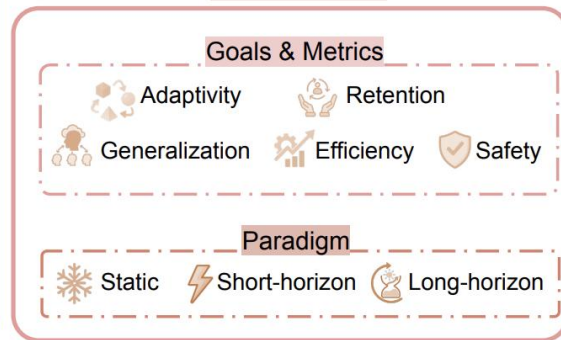 Goals & Metrics
Adaptivity Retention
Generalization Efficiency Safety
Paradigm
Static Short-horizon Long-horizon